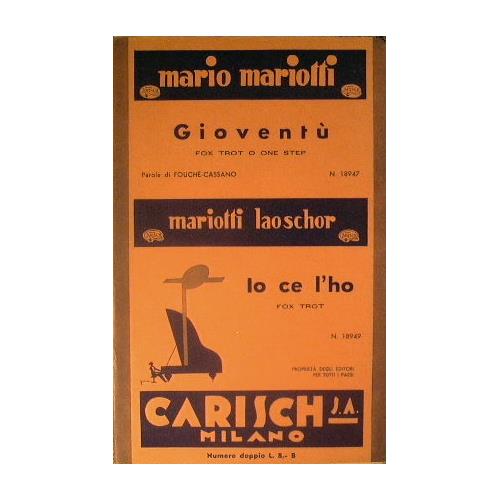 mario mariotti
Gioventù
FOX TROT O ONE STEP
Parole di FOUCHÉ-CASSANO N. 18947
mariotti laoschor
Io ce l'ho
FOX TROT
N. 18949
PROPRIETÀ DEGLI EDITORI
PER TUTTI I PAESI
CARISCH S.A.
MILANO
Numero doppio L. 8,- B